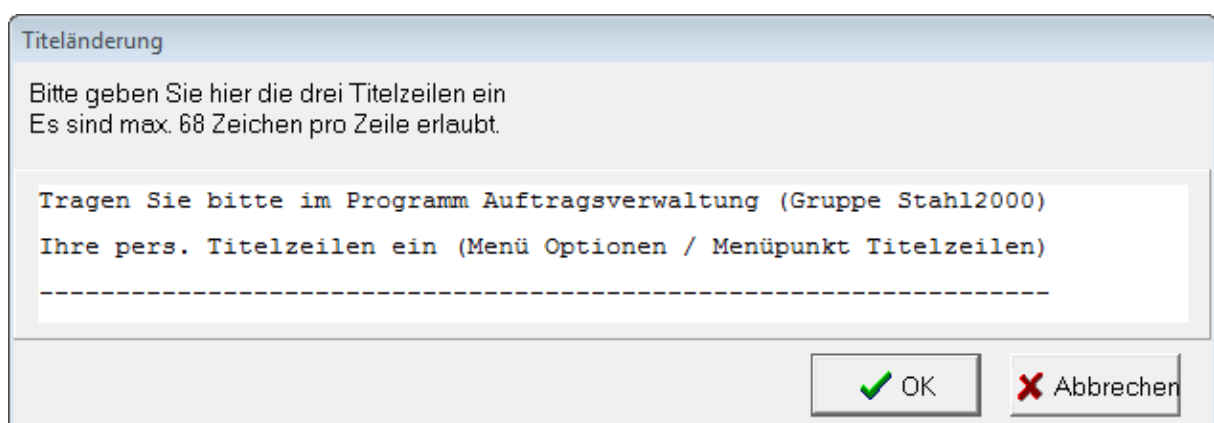 Titeländerung
Bitte geben Sie hier die drei Titelzeilen ein
Es sind max. 68 Zeichen pro Zeile erlaubt.
Tragen Sie bitte im Programm Auftragsverwaltung (Gruppe Stahl2000)
Ihre pers. Titelzeilen ein (Menü Optionen / Menüpunkt Titelzeilen)
------------------------------------------------------------------
OK
Abbrechen